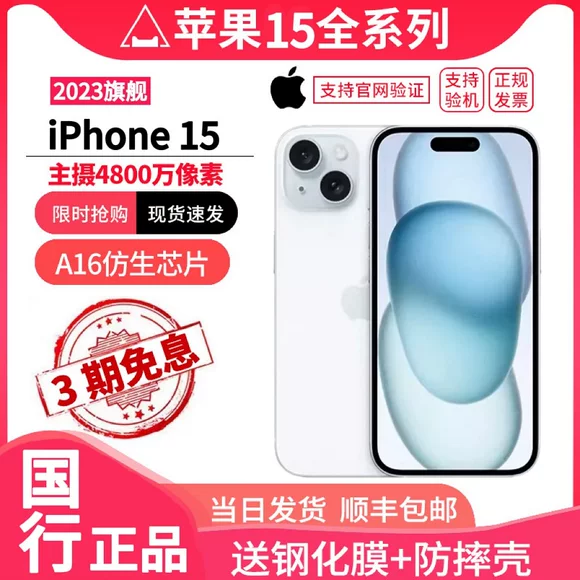 苹果15全系列
2023旗舰
iPhone 15
主摄4800万像素
限时抢购 现货速发
A16仿生芯片
支持官网验证
支持验机
正规发票
3期免息
国行正品
当日发货 顺丰包邮
送钢化膜+防摔壳